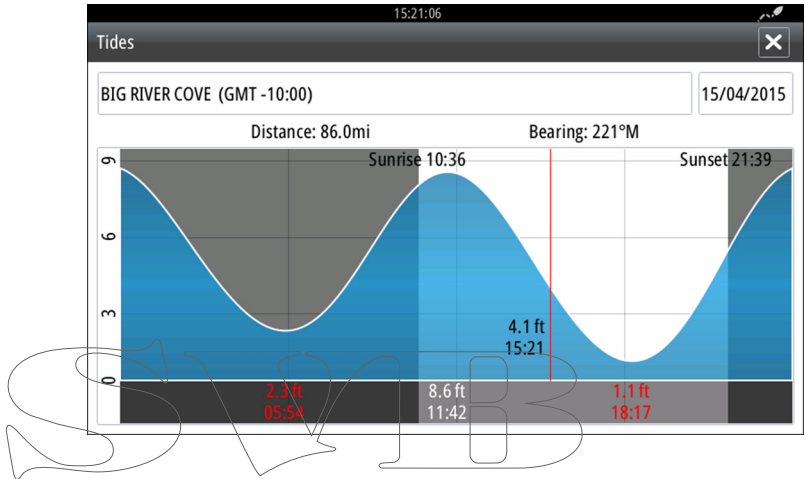 15:21:06
Tides
BIG RIVER COVE (GMT -10:00)
15/04/2015
Distance: 86.0mi
Bearing: 221°M
Sunrise 10:36
Sunset 21:39
9
6
3
0
4.1 ft
15:21
2.3 ft
05:54
8.6 ft
11:42
1.1 ft
18:17
SVB